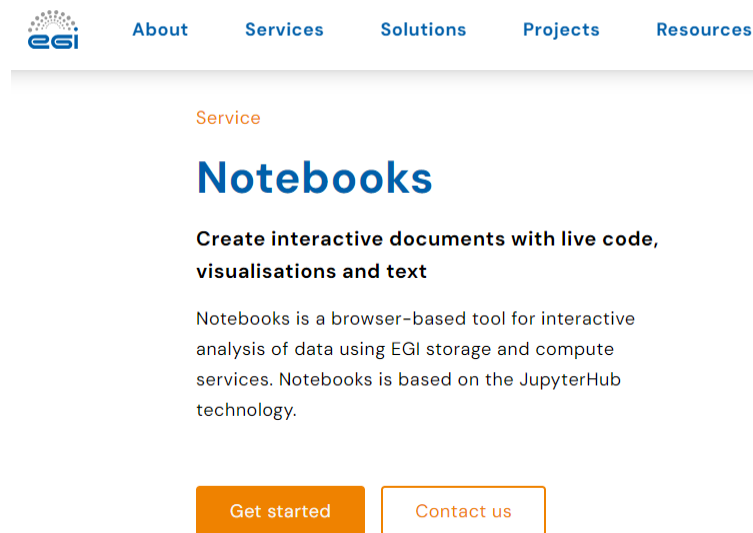 egi
About Services Solutions Projects Resources
Service
Notebooks
Create interactive documents with live code,
visualisations and text
Notebooks is a browser-based tool for interactive
analysis of data using EGI storage and compute
services. Notebooks is based on the JupyterHub
technology.
Get started Contact us